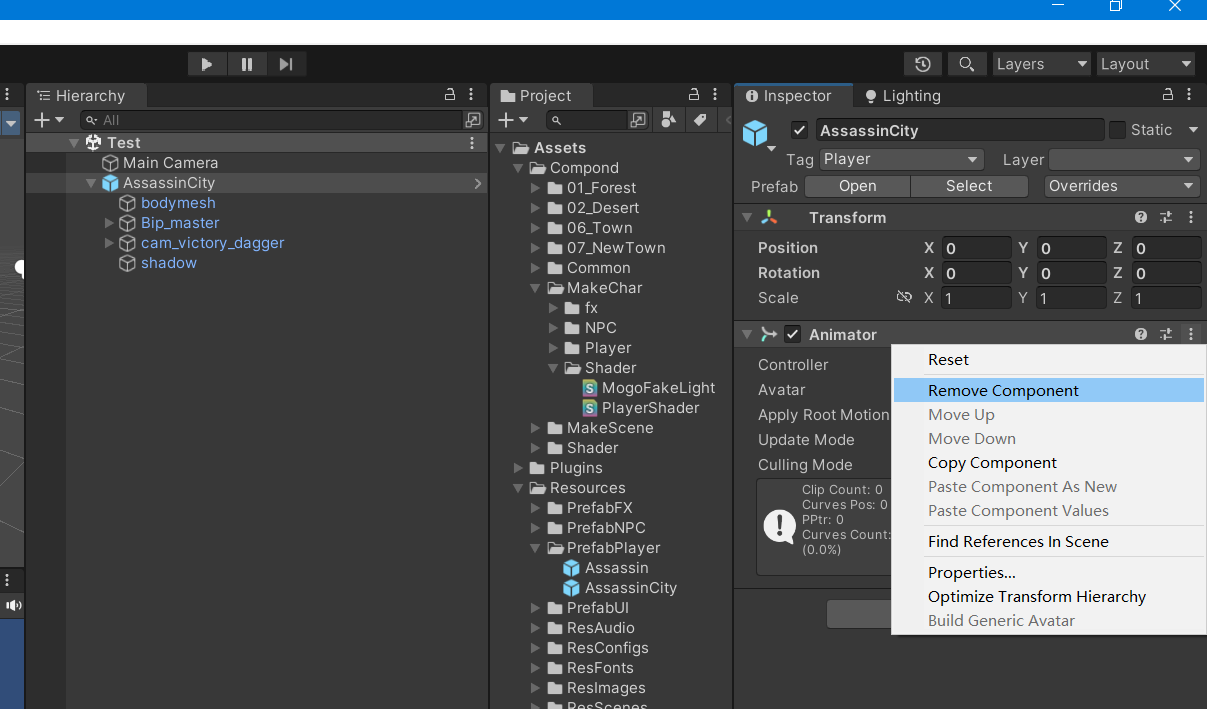 Layers
Layout
Hierarchy
All
Test
Main Camera
AssassinCity
bodymesh
Bip_master
cam_victory_dagger
shadow
Project
Assets
Compond
01_Forest
02_Desert
06_Town
07_NewTown
Common
MakeChar
fx
NPC
Player
Shader
MogoFakeLight
PlayerShader
MakeScene
Shader
Plugins
Resources
PrefabFX
PrefabNPC
PrefabPlayer
Assassin
AssassinCity
PrefabUI
ResAudio
ResConfigs
ResFonts
ResImages
ResScenes
Inspector
Lighting
AssassinCity
Static
Tag Player Layer
Prefab Open Select Overrides
Transform
Position X 0 Y 0 Z 0
Rotation X 0 Y 0 Z 0
Scale X 1 Y 1 Z 1
Animator
Controller
Avatar
Apply Root Motion
Update Mode
Culling Mode
Clip Count: 0
Curves Pos: 0
PPtr: 0
Curves Count:
(0.0%)
Reset
Remove Component
Move Up
Move Down
Copy Component
Paste Component As New
Paste Component Values
Find References In Scene
Properties...
Optimize Transform Hierarchy
Build Generic Avatar